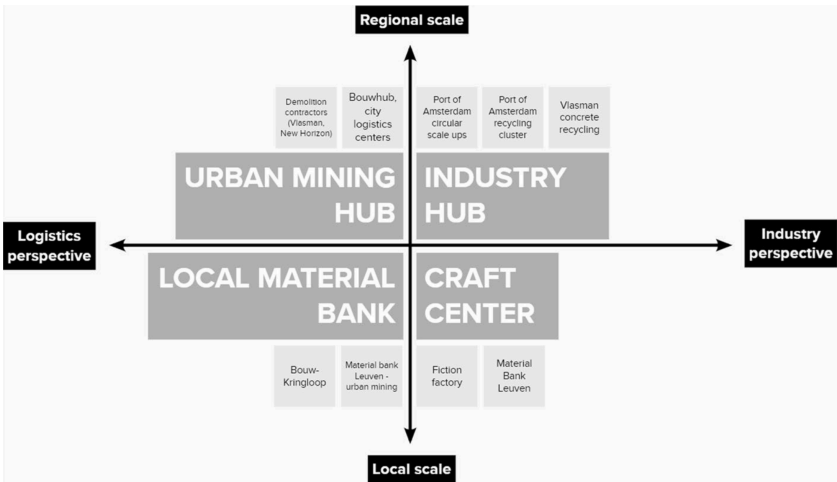 Regional scale
Demolition
contractors
(Vlasman,
New Horizon)
Bouwhub,
city
logistics
centers
Port of
Amsterdam
circular
scale ups
Port of
Amsterdam
recycling
cluster
Vlasman
concrete
recycling
URBAN MINING
HUB
INDUSTRY
HUB
Logistics
perspective
Industry
perspective
LOCAL MATERIAL
BANK
CRAFT
CENTER
Bouw-
Kringloop
Material bank
Leuven -
urban mining
Fiction
factory
Material
Bank
Leuven
Local scale